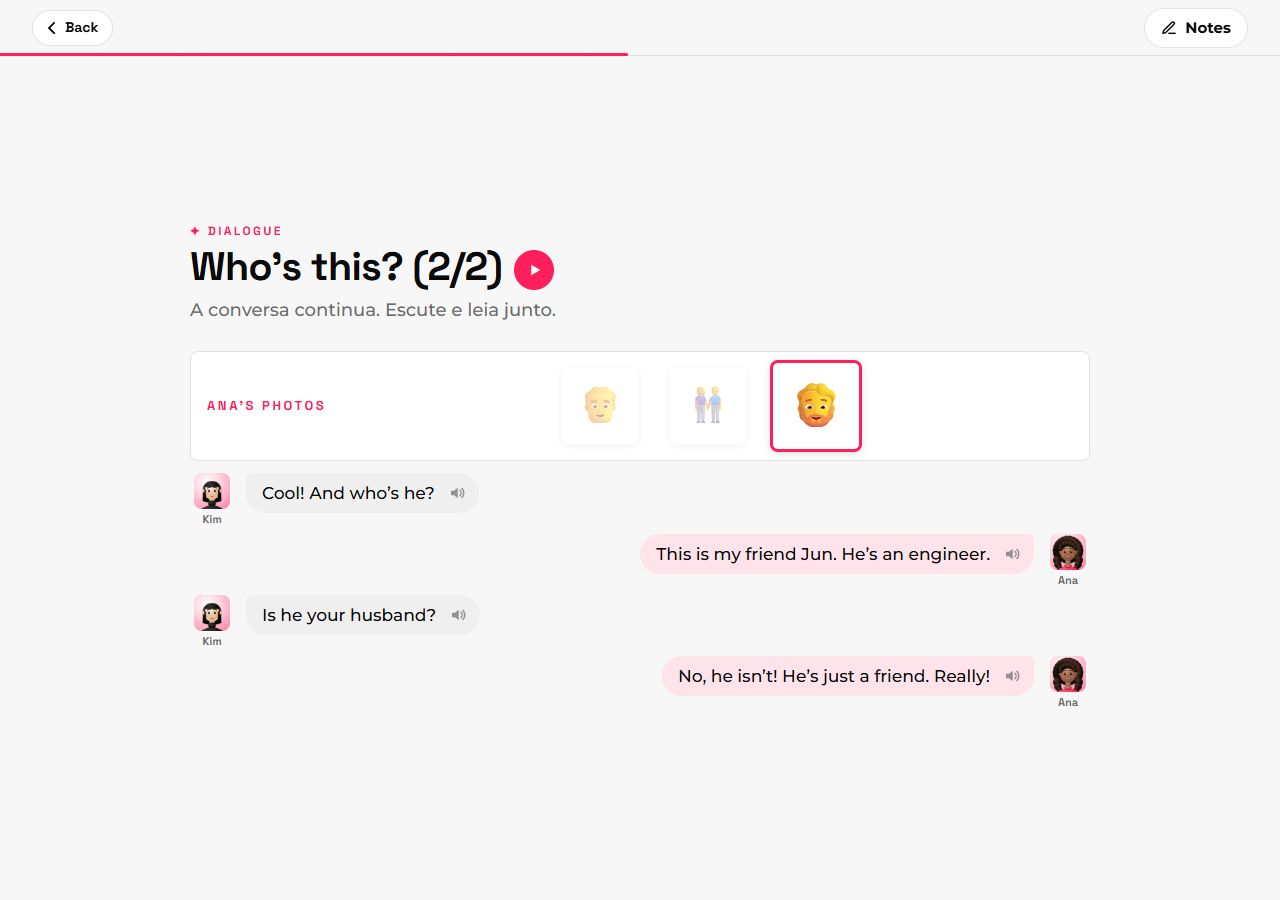 Back
Notes
DIALOGUE
Who’s this? (2/2)
A conversa continua. Escute e leia junto.
ANA’S PHOTOS
Cool! And who’s he?
Kim
This is my friend Jun. He’s an engineer.
Ana
Is he your husband?
Kim
No, he isn’t! He’s just a friend. Really!
Ana